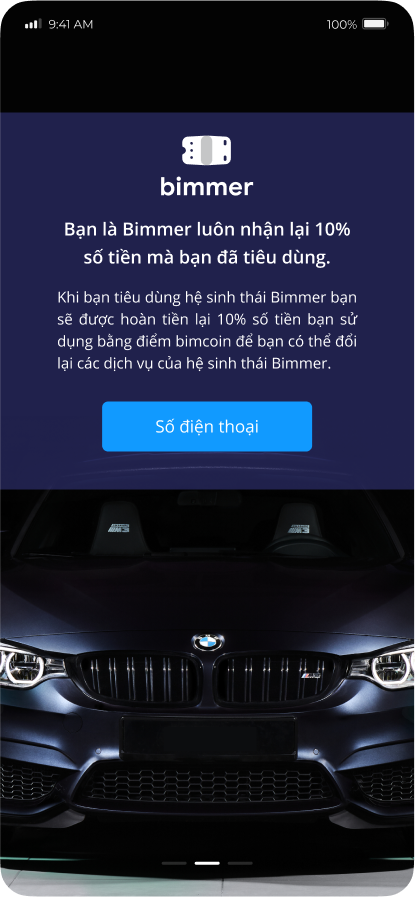 9:41 AM 100%
bimmer
Bạn là Bimmer luôn nhận lại 10%
số tiền mà bạn đã tiêu dùng.
Khi bạn tiêu dùng hệ sinh thái Bimmer bạn
sẽ được hoàn tiền lại 10% số tiền bạn sử
dụng bằng điểm bimcoin để bạn có thể đổi
lại các dịch vụ của hệ sinh thái Bimmer.
Số điện thoại